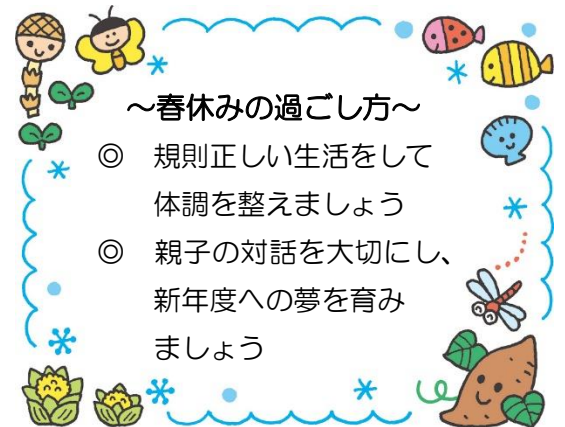 ～春休みの過ごし方～
◎ 規則正しい生活をして
体調を整えましょう
◎ 親子の対話を大切にし、
新年度への夢を育み
ましょう